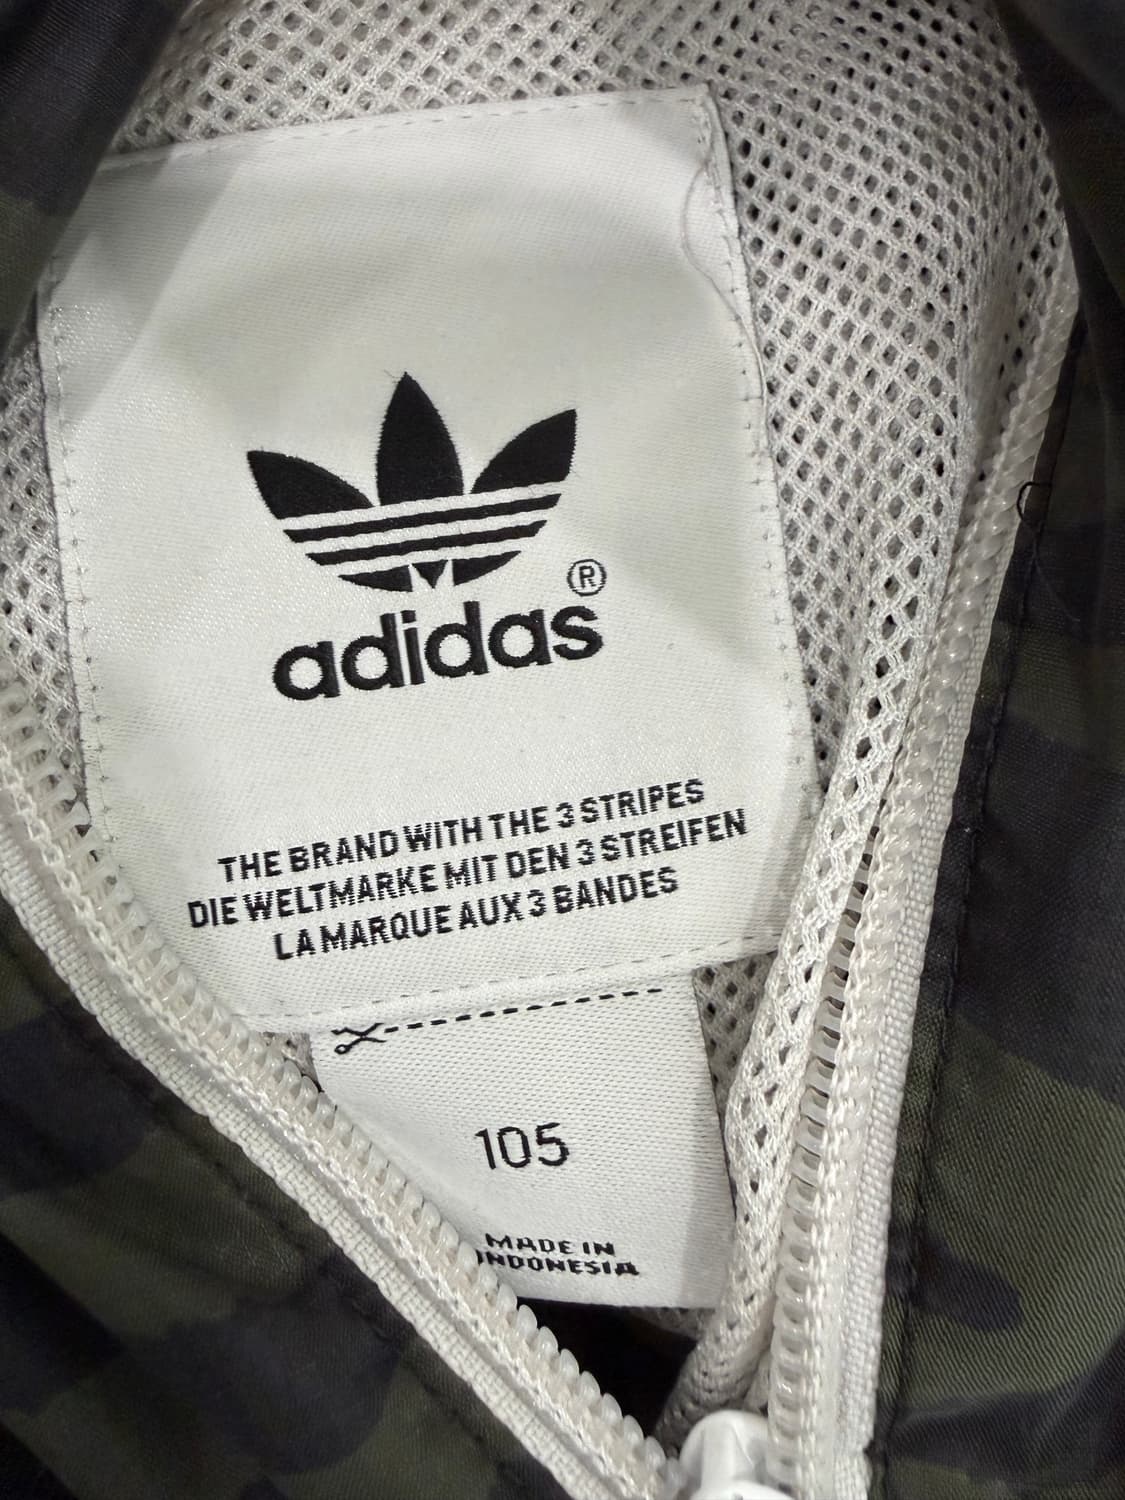 adidas®
THE BRAND WITH THE 3 STRIPES
DIE WELTMARKE MIT DEN 3 STREIFEN
LA MARQUE AUX 3 BANDES
105
MADE IN
INDONESIA